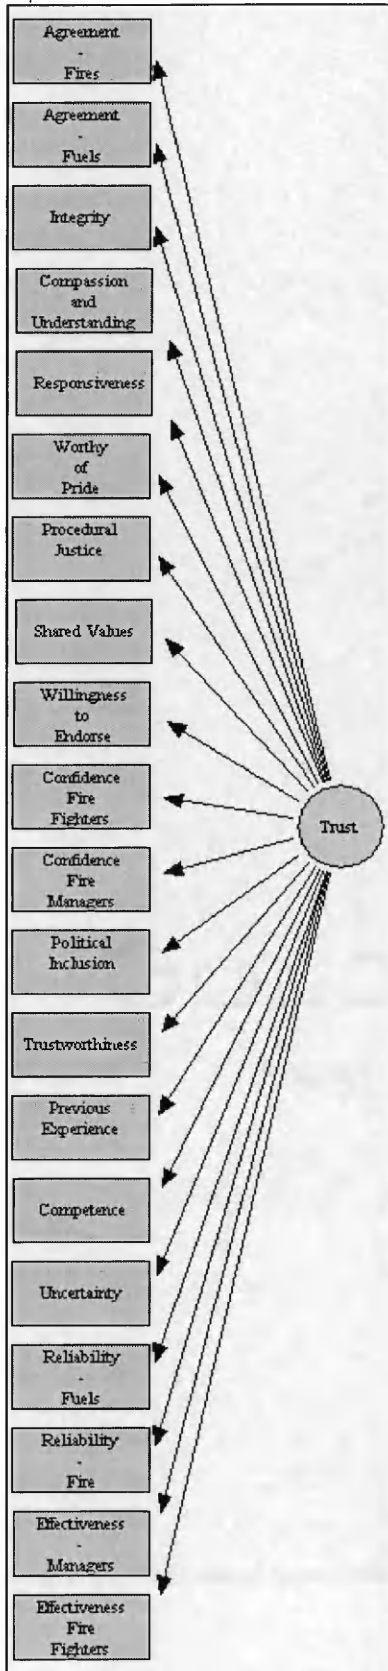 Agreement
-
Fires
Agreement
-
Fuels
Integrity
Compassion
and
Understanding
Responsiveness
Worthy
of
Pride
Procedural
Justice
Shared Values
Willingness
to
Endorse
Confidence
Fire
Fighters
Trust
Confidence
Fire
Managers
Political
Inclusion
Trustworthiness
Previous
Experience
Competence
Uncertainty
Reliability
-
Fuels
Reliability
-
Fire
Effectiveness
-
Managers
Effectiveness
Fire
Fighters